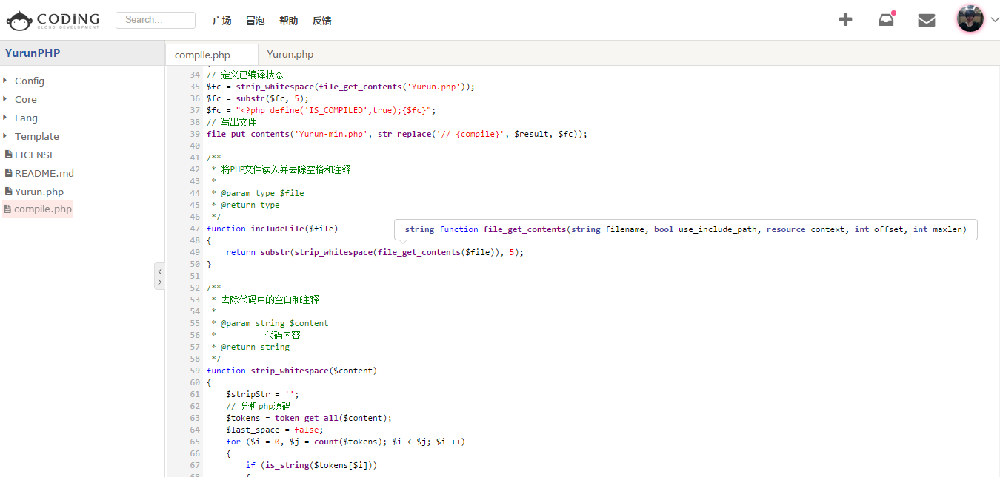 CODING
CLOUD DEVELOPMENT
Search...
广场 冒泡 帮助 反馈
YurunPHP
compile.php Yurun.php
Config
Core
Lang
Template
LICENSE
README.md
Yurun.php
compile.php
34 // 定义已编译状态
35 $fc = strip_whitespace(file_get_contents('Yurun.php'));
36 $fc = substr($fc, 5);
37 $fc = "<?php define('IS_COMPILED',true);{$fc}";
38 // 写出文件
39 file_put_contents('Yurun-min.php', str_replace('// {compile}', $result, $fc));
40
41 /**
42 * 将PHP文件读入并去除空格和注释
43 *
44 * @param type $file
45 * @return type
46 */
47 function includeFile($file)
string function file_get_contents(string filename, bool use_include_path, resource context, int offset, int maxlen)
48 {
49 return substr(strip_whitespace(file_get_contents($file)), 5);
50 }
51
52 /**
53 * 去除代码中的空白和注释
54 *
55 * @param string $content
56 * 代码内容
57 * @return string
58 */
59 function strip_whitespace($content)
60 {
61 $stripStr = '';
62 // 分析php源码
63 $tokens = token_get_all($content);
64 $last_space = false;
65 for ($i = 0, $j = count($tokens); $i < $j; $i ++)
66 {
67 if (is_string($tokens[$i]))